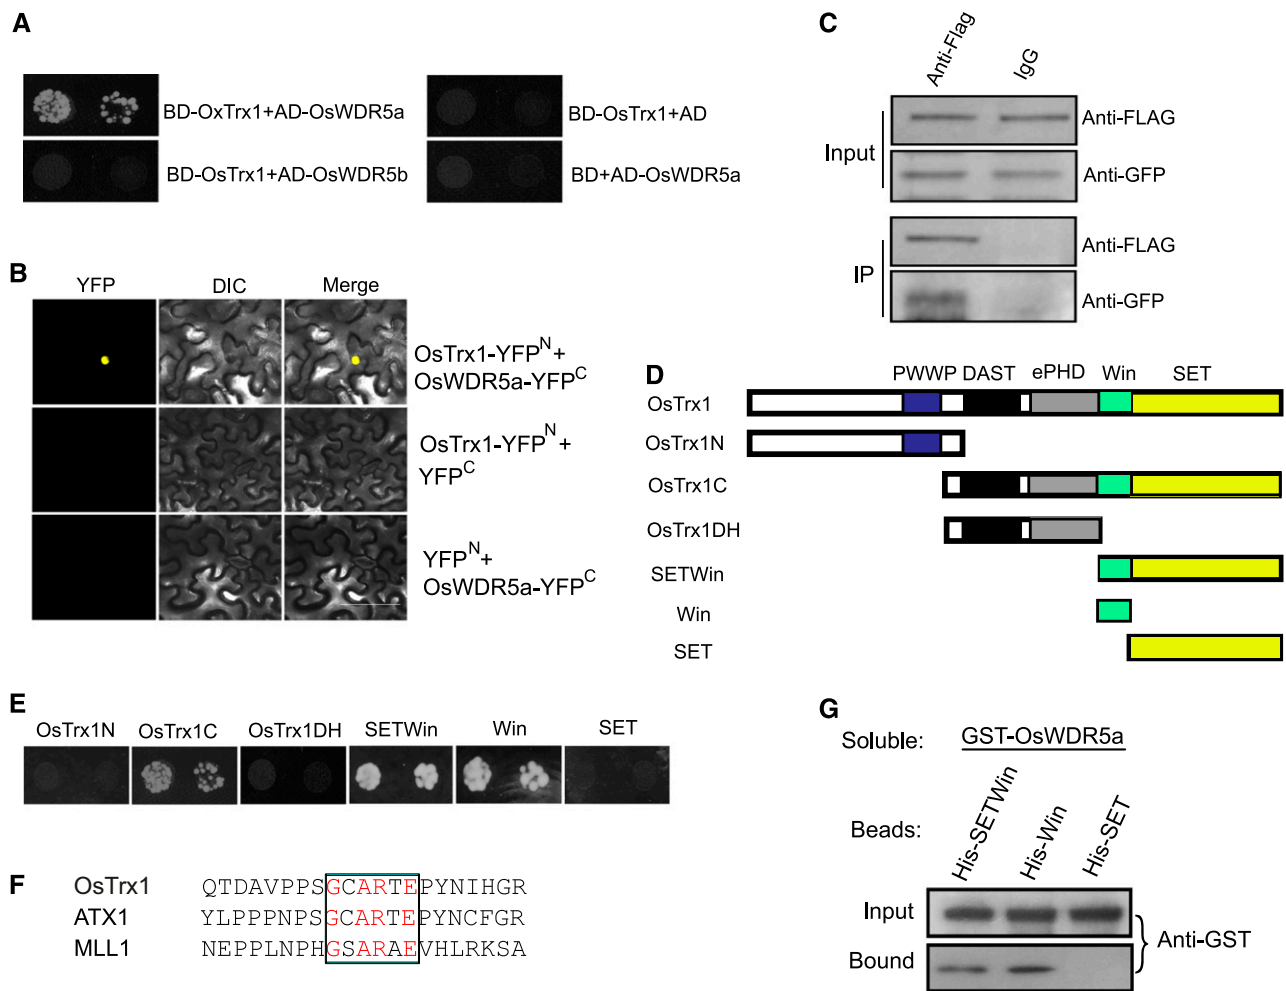 A
BD-OxTrx1+AD-OsWDR5a
BD-OsTrx1+AD
BD-OsTrx1+AD-OsWDR5b
BD+AD-OsWDR5a
B
YFP DIC Merge
OsTrx1-YFPN+
OsWDR5a-YFPC
OsTrx1-YFPN+
YFPC
YFPN+
OsWDR5a-YFPC
C
Anti-Flag IgG
Input
Anti-FLAG
Anti-GFP
IP
Anti-FLAG
Anti-GFP
D
PWWP DAST ePHD Win SET
OsTrx1
OsTrx1N
OsTrx1C
OsTrx1DH
SETWin
Win
SET
E
OsTrx1N OsTrx1C OsTrx1DH SETWin Win SET
F
OsTrx1 QTDAVPPSGCARTEPYNIHGR
ATX1 YLPPPNPSGCARTEPYNCFGR
MLL1 NEPPLNPHGSARAEVHLRKSA
G
Soluble: GST-OsWDR5a
Beads: His-SETWin His-Win His-SET
Input
Bound
Anti-GST